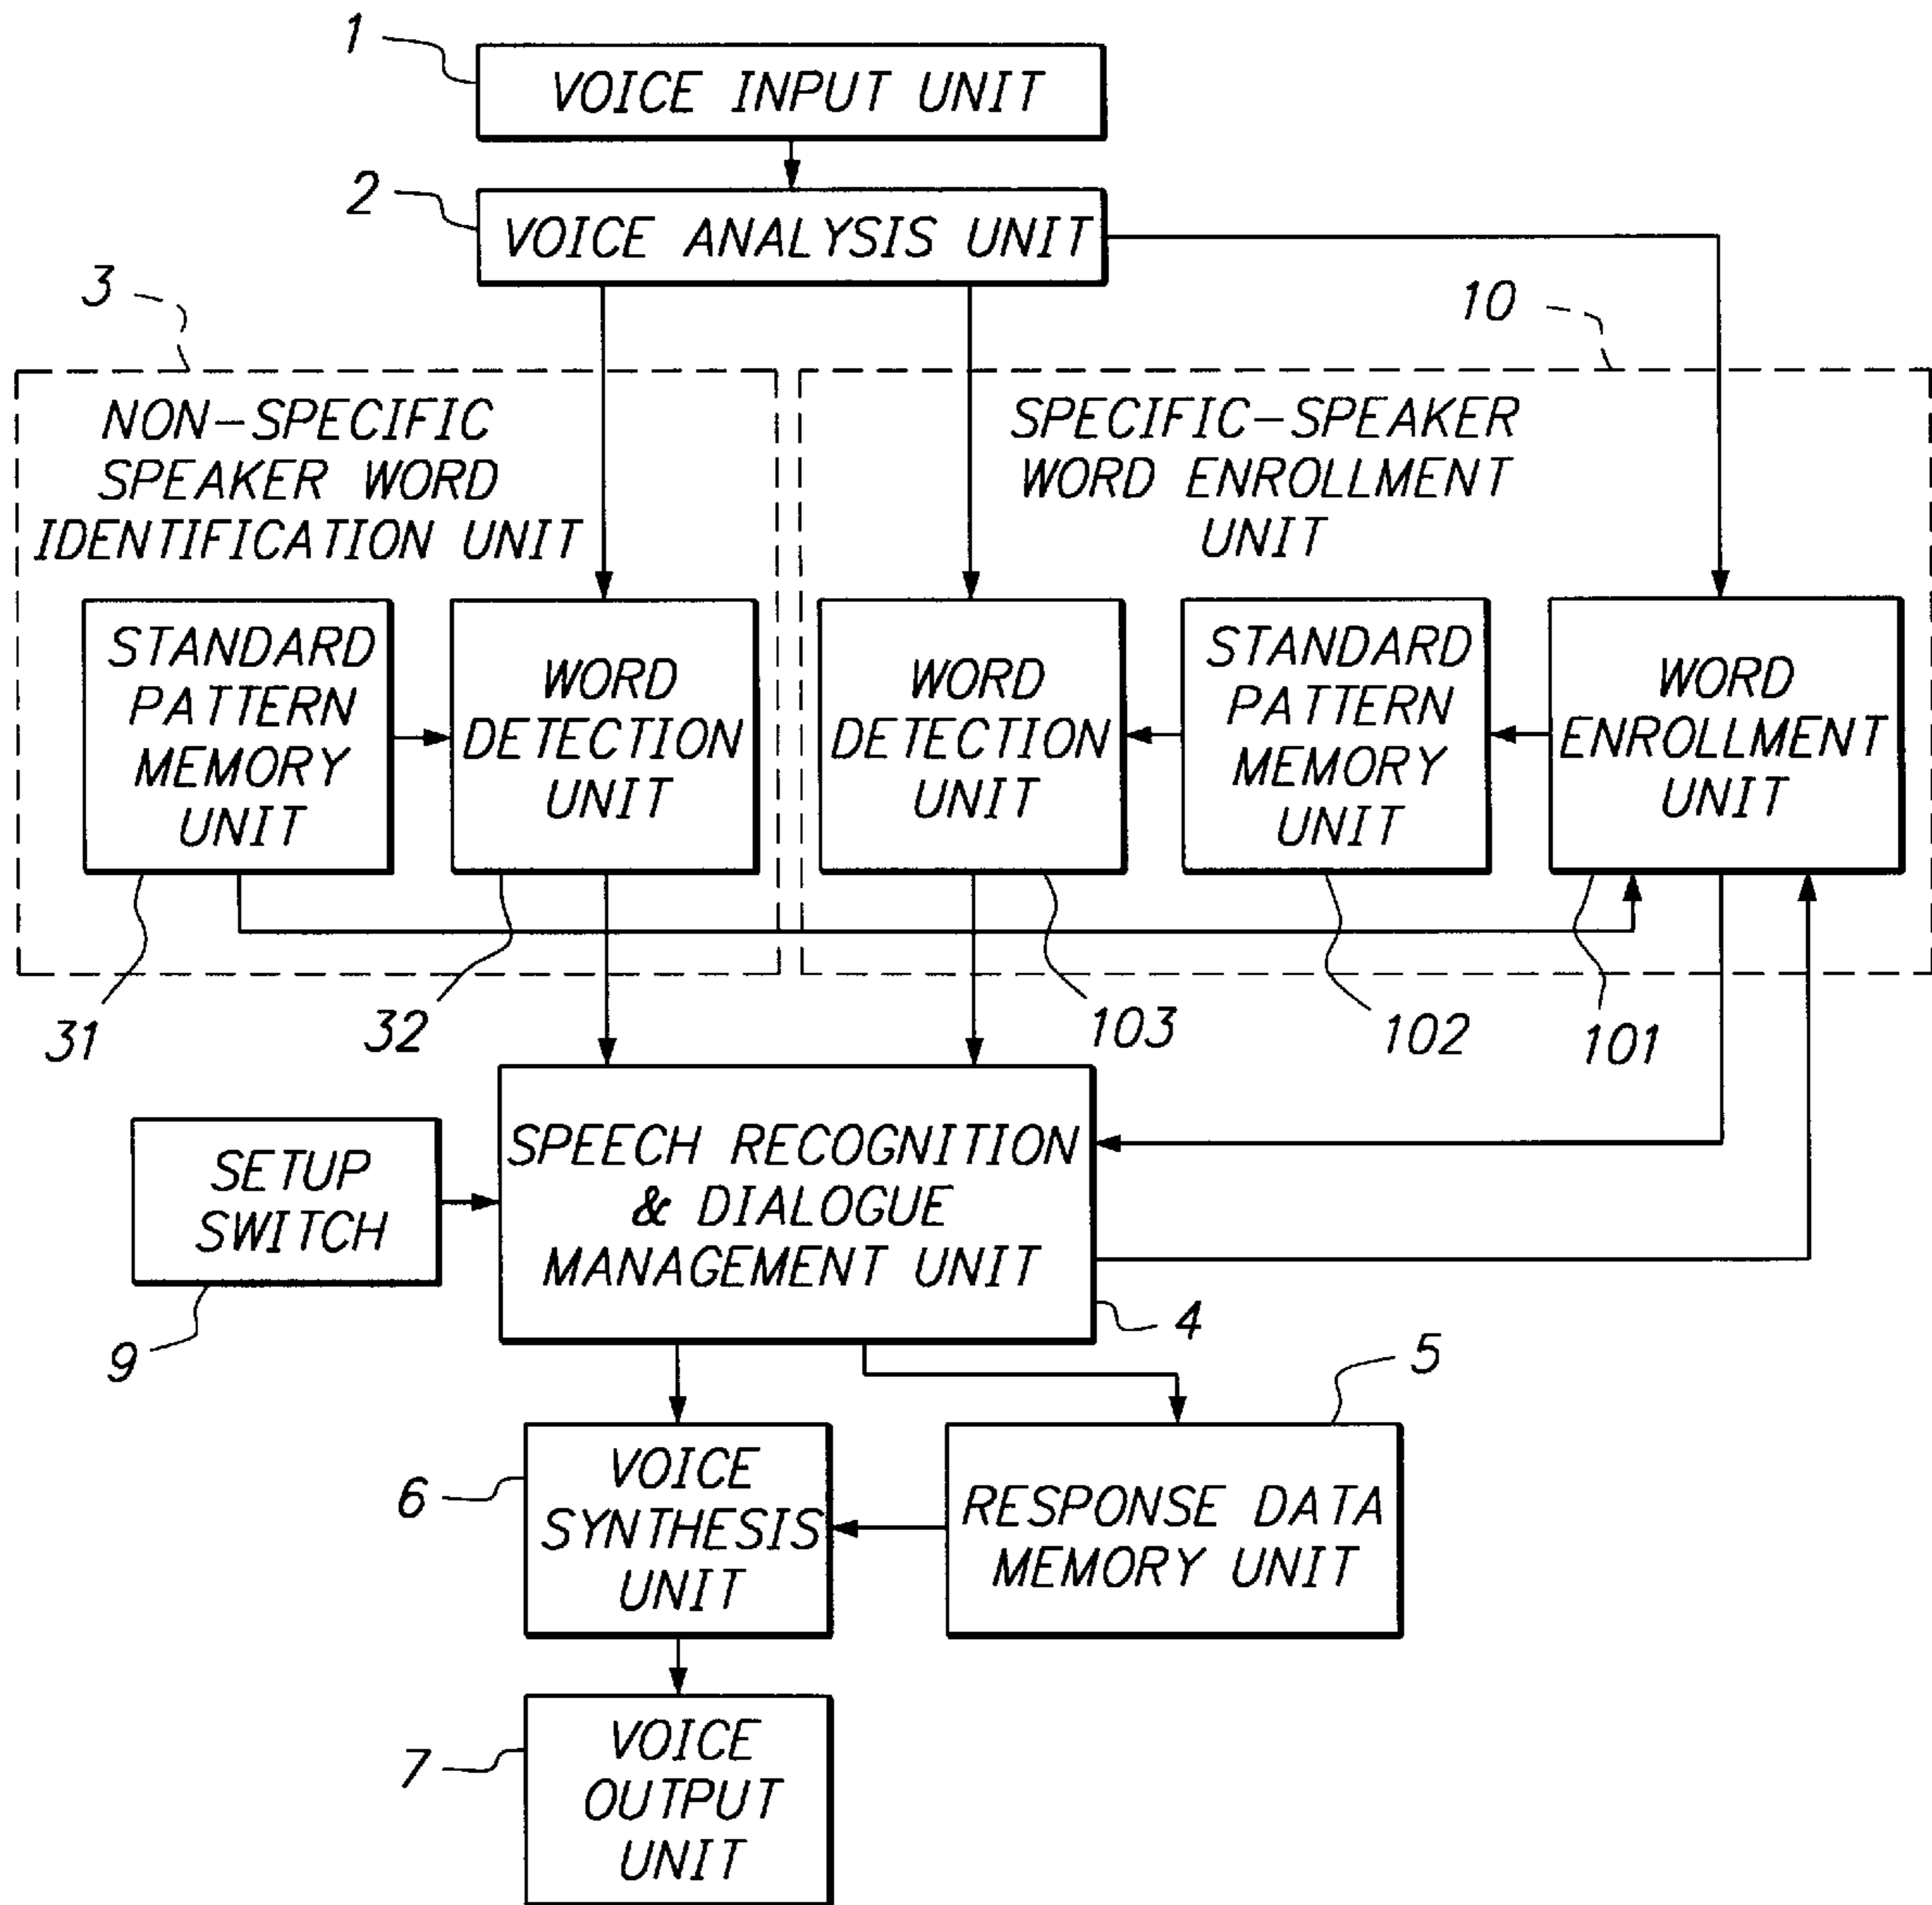 1
VOICE INPUT UNIT
2
VOICE ANALYSIS UNIT
3
10
NON-SPECIFIC
SPEAKER WORD
IDENTIFICATION UNIT
SPECIFIC-SPEAKER
WORD ENROLLMENT
UNIT
STANDARD
PATTERN
MEMORY
UNIT
WORD
DETECTION
UNIT
WORD
DETECTION
UNIT
STANDARD
PATTERN
MEMORY
UNIT
WORD
ENROLLMENT
UNIT
31
32
103
102
101
SETUP
SWITCH
9
SPEECH RECOGNITION
& DIALOGUE
MANAGEMENT UNIT
4
5
6
VOICE
SYNTHESIS
UNIT
RESPONSE DATA
MEMORY UNIT
7
VOICE
OUTPUT
UNIT